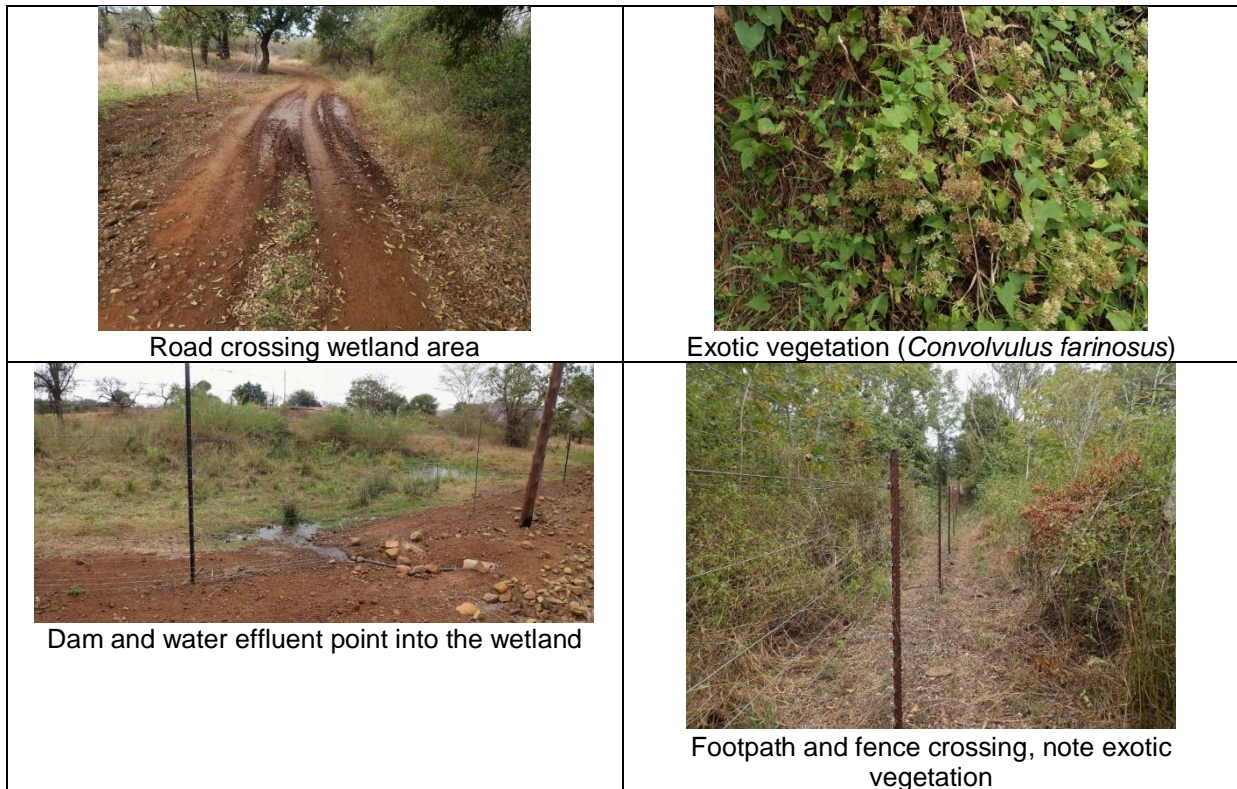 Road crossing wetland area
Exotic vegetation (Convolvulus farinosus)
Dam and water effluent point into the wetland
Footpath and fence crossing, note exotic
vegetation